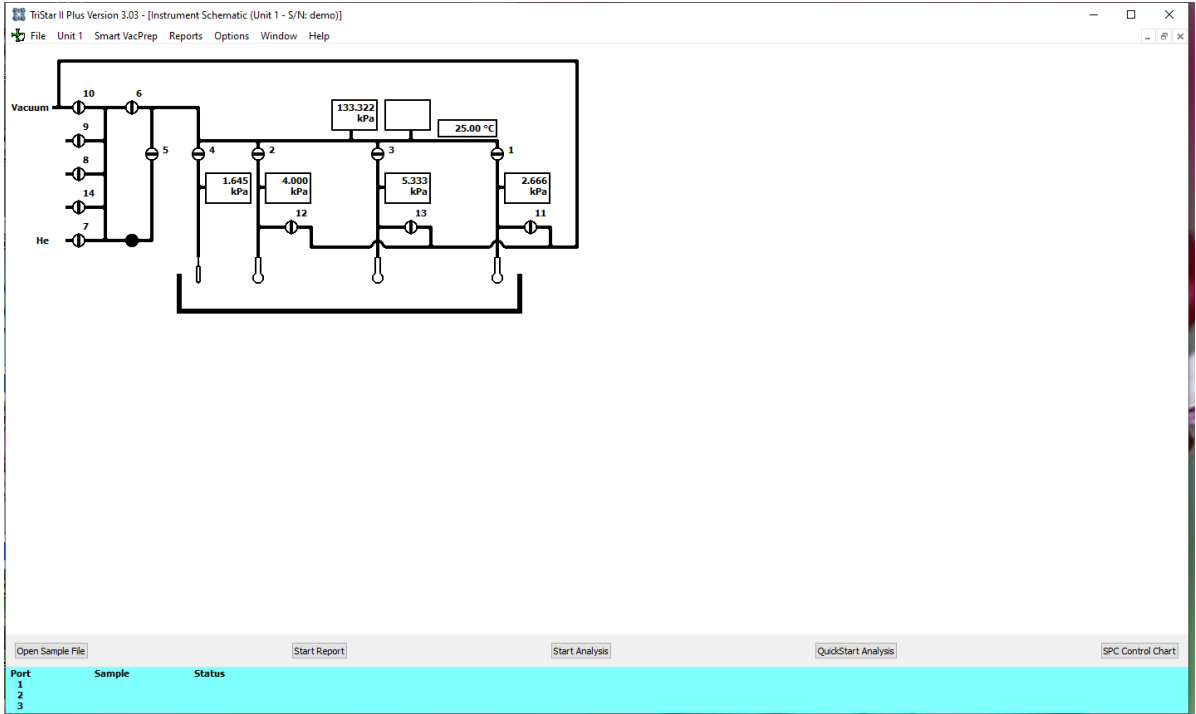 TriStar II Plus Version 3.03 - [Instrument Schematic (Unit 1 - S/N: demo)]
File Unit 1 Smart VacPrep Reports Options Window Help
10 6
Vacuum
133.322
kPa
9
25.00 °C
5 4 2 3 1
8
1.645
kPa
4.000
kPa
5.333
kPa
2.666
kPa
14
12 13 11
7
He
Open Sample File Start Report Start Analysis QuickStart Analysis SPC Control Chart
Port Sample Status
1
2
3